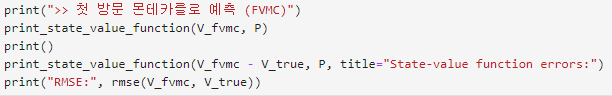 print(">> 첫 방문 몬테카를로 예측 (FVMC)")
print_state_value_function(V_fvmc, P)
print()
print_state_value_function(V_fvmc - V_true, P, title="State-value function errors:")
print("RMSE:", rmse(V_fvmc, V_true))